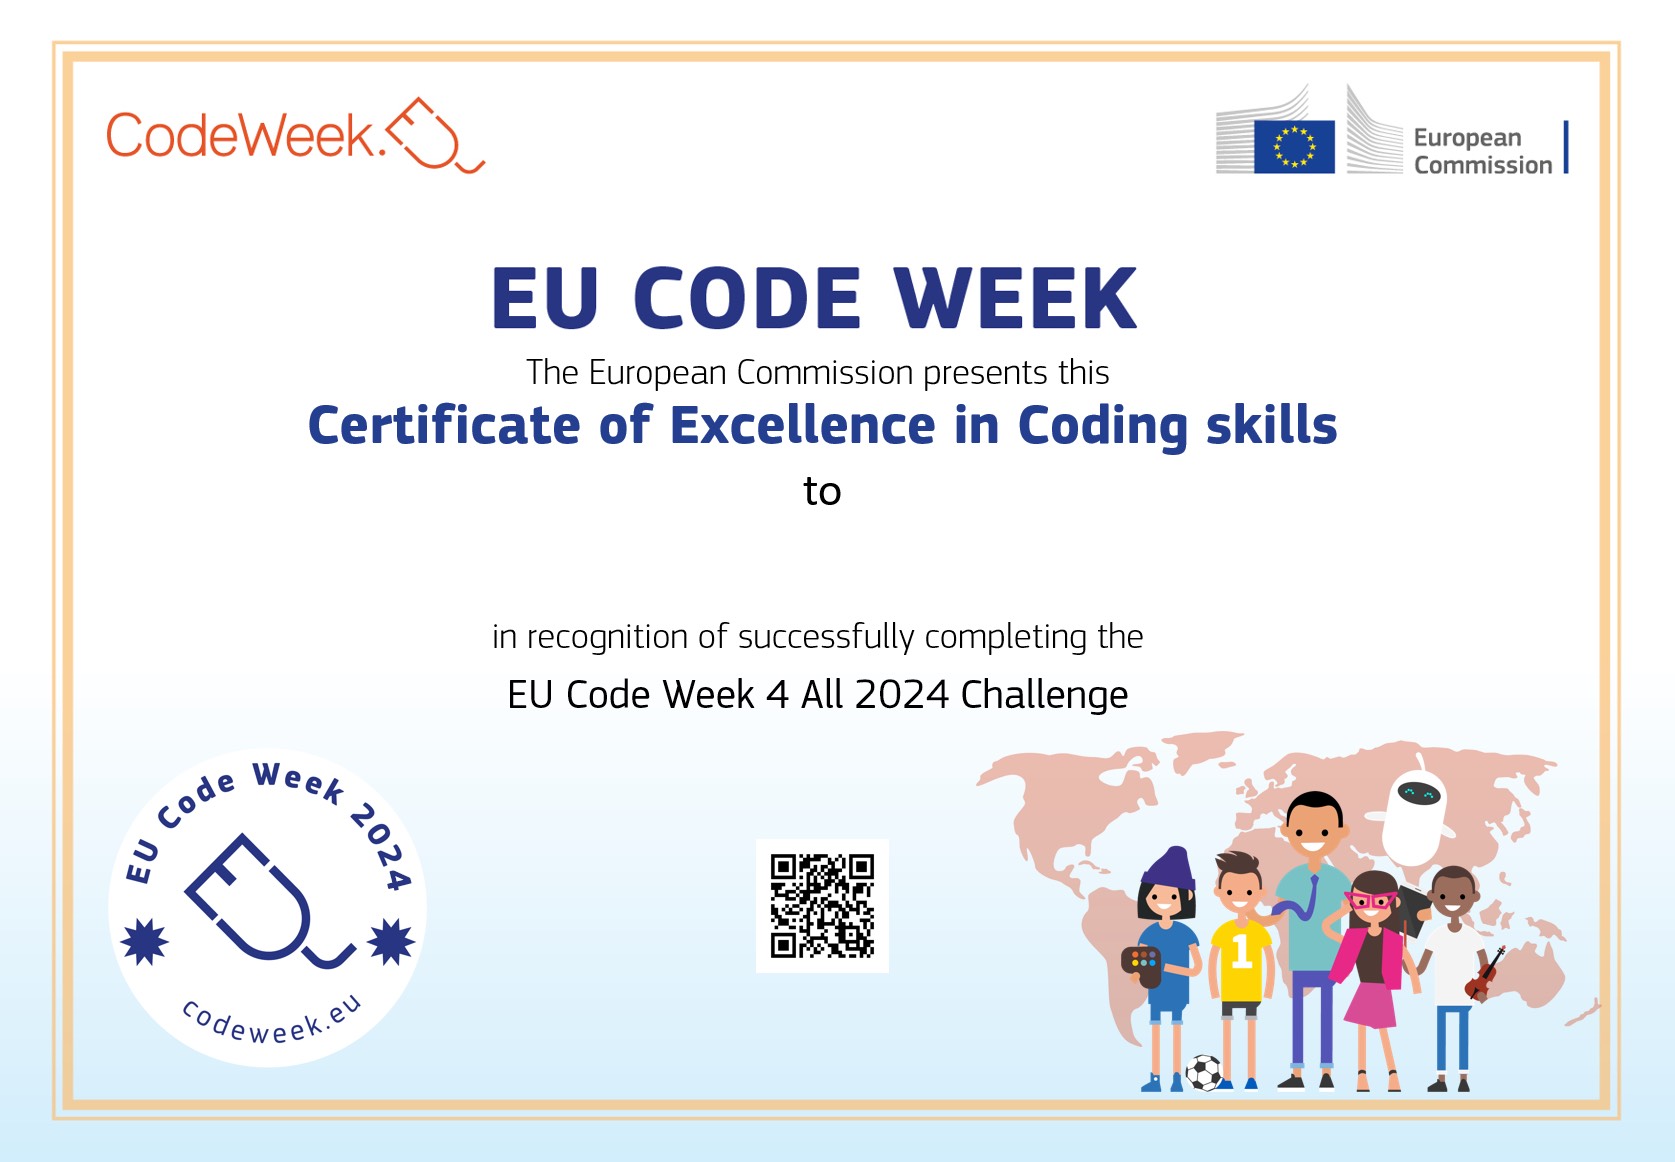 CodeWeek.
European
Commission
EU CODE WEEK
The European Commission presents this
Certificate of Excellence in Coding skills
to
in recognition of successfully completing the
EU Code Week 4 All 2024 Challenge
EU Code Week 2024
codeweek.eu
1